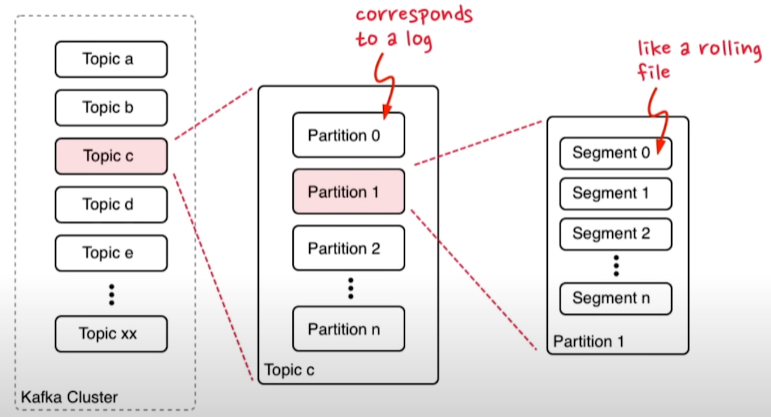 corresponds
to a log
like a rolling
file
Topic a
Topic b
Topic c
Topic d
Topic e
Topic xx
Kafka Cluster
Partition 0
Partition 1
Partition 2
Partition n
Topic c
Segment 0
Segment 1
Segment 2
Segment n
Partition 1